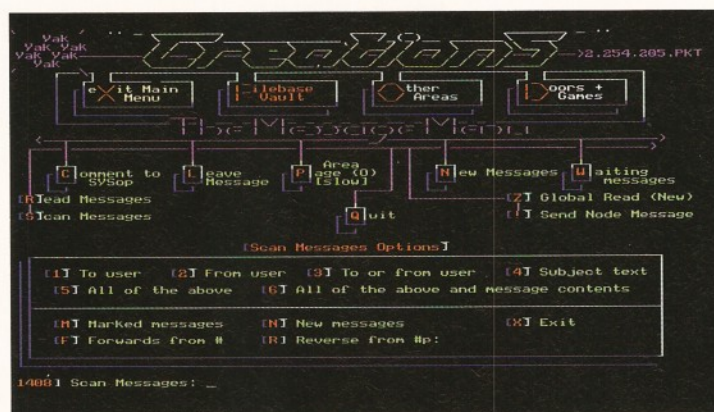 Yak
Yak Yak
Yak Yak
Yak
Creations
2.254.205.PKT
eXit Main Menu
Filebase Vault
Other Areas
Doors + Games
The Message Menu
Comment to SYSop
Leave Message
Area Page (0) [slow]
New Messages
Waiting messages
[R]ead Messages
[S]can Messages
Quit
[Z] Global Read (New)
[!] Send Node Message
[Scan Messages Options]
[1] To user [2] From user [3] To or from user [4] Subject text
[5] All of the above [6] All of the above and message contents
[M] Marked messages [N] New messages [X] Exit
[F] Forwards from # [R] Reverse from #p:
1408] Scan Messages: _